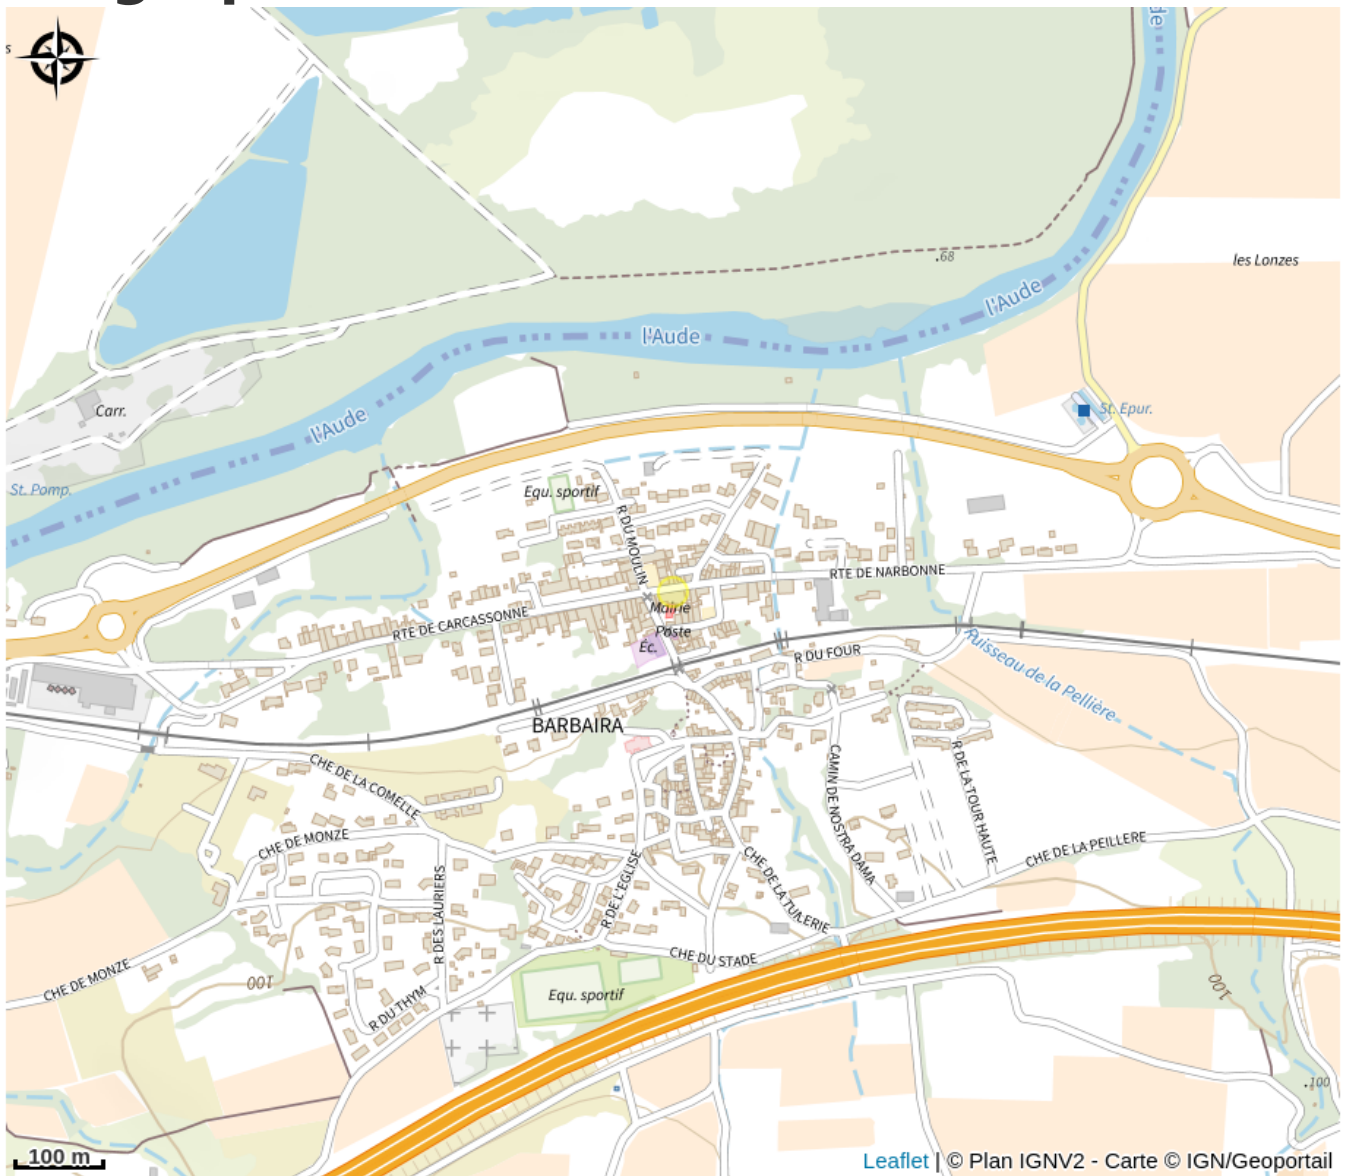 de
s
.68
les Lonzes
l'Aude
l'Aude
l'Aude
Carr.
St. Epur.
St. Pomp.
Equ. sportif
R DU MOULIN
RTE DE NARBONNE
Mairie
RTE DE CARCASSONNE
Poste
Éc.
R DU FOUR
Ruisseau de la Pellière
BARBAIRA
CHE DE LA COMELLE
CAMIN DE NOSTRA DAMA
R DE LA TOUR HAUTE
CHE DE MONZE
CHE DE LA PEILLERE
R DES LAURIERS
R DE L'EGLISE
CHE DE LA TUILERIE
CHE DU STADE
CHE DE MONZE
100
R DU THYM
Equ. sportif
100
.100
100 m
Leaflet | © Plan IGNV2 - Carte © IGN/Geoportail